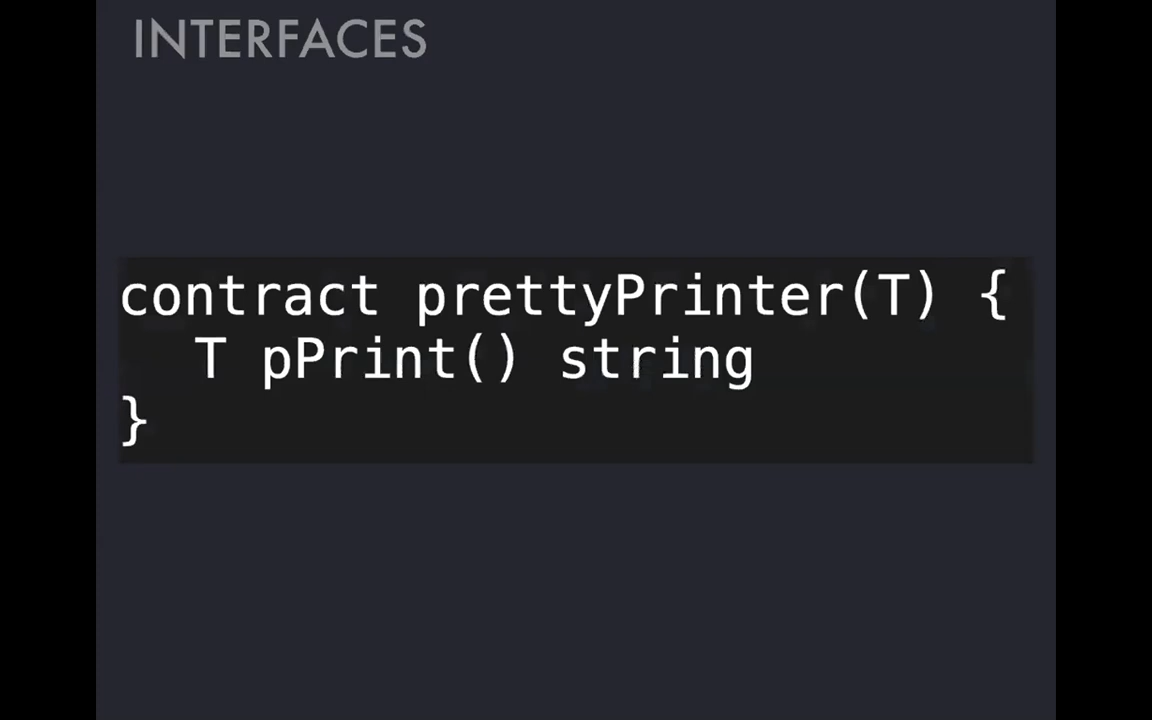 INTERFACES
contract prettyPrinter(T) {
  T pPrint() string
}